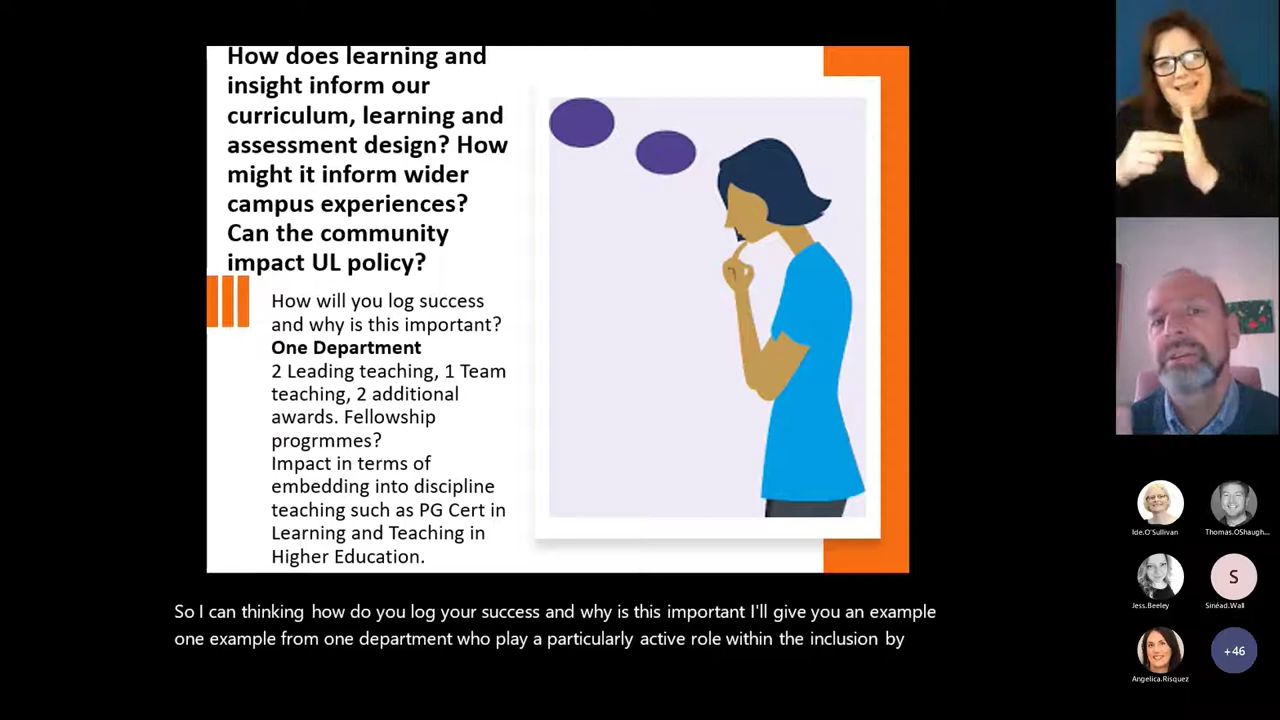 How does learning and
insight inform our
curriculum, learning and
assessment design? How
might it inform wider
campus experiences?
Can the community
impact UL policy?
How will you log success
and why is this important?
One Department
2 Leading teaching, 1 Team
teaching, 2 additional
awards. Fellowship
progrmmes?
Impact in terms of
embedding into discipline
teaching such as PG Cert in
Learning and Teaching in
Higher Education.
So I can thinking how do you log your success and why is this important I'll give you an example
one example from one department who play a particularly active role within the inclusion by
Ide.O'Sullivan
Thomas.OShaugh...
Jess.Beeley
S
Sinéad.Wall
Angelica.Risquez
+46